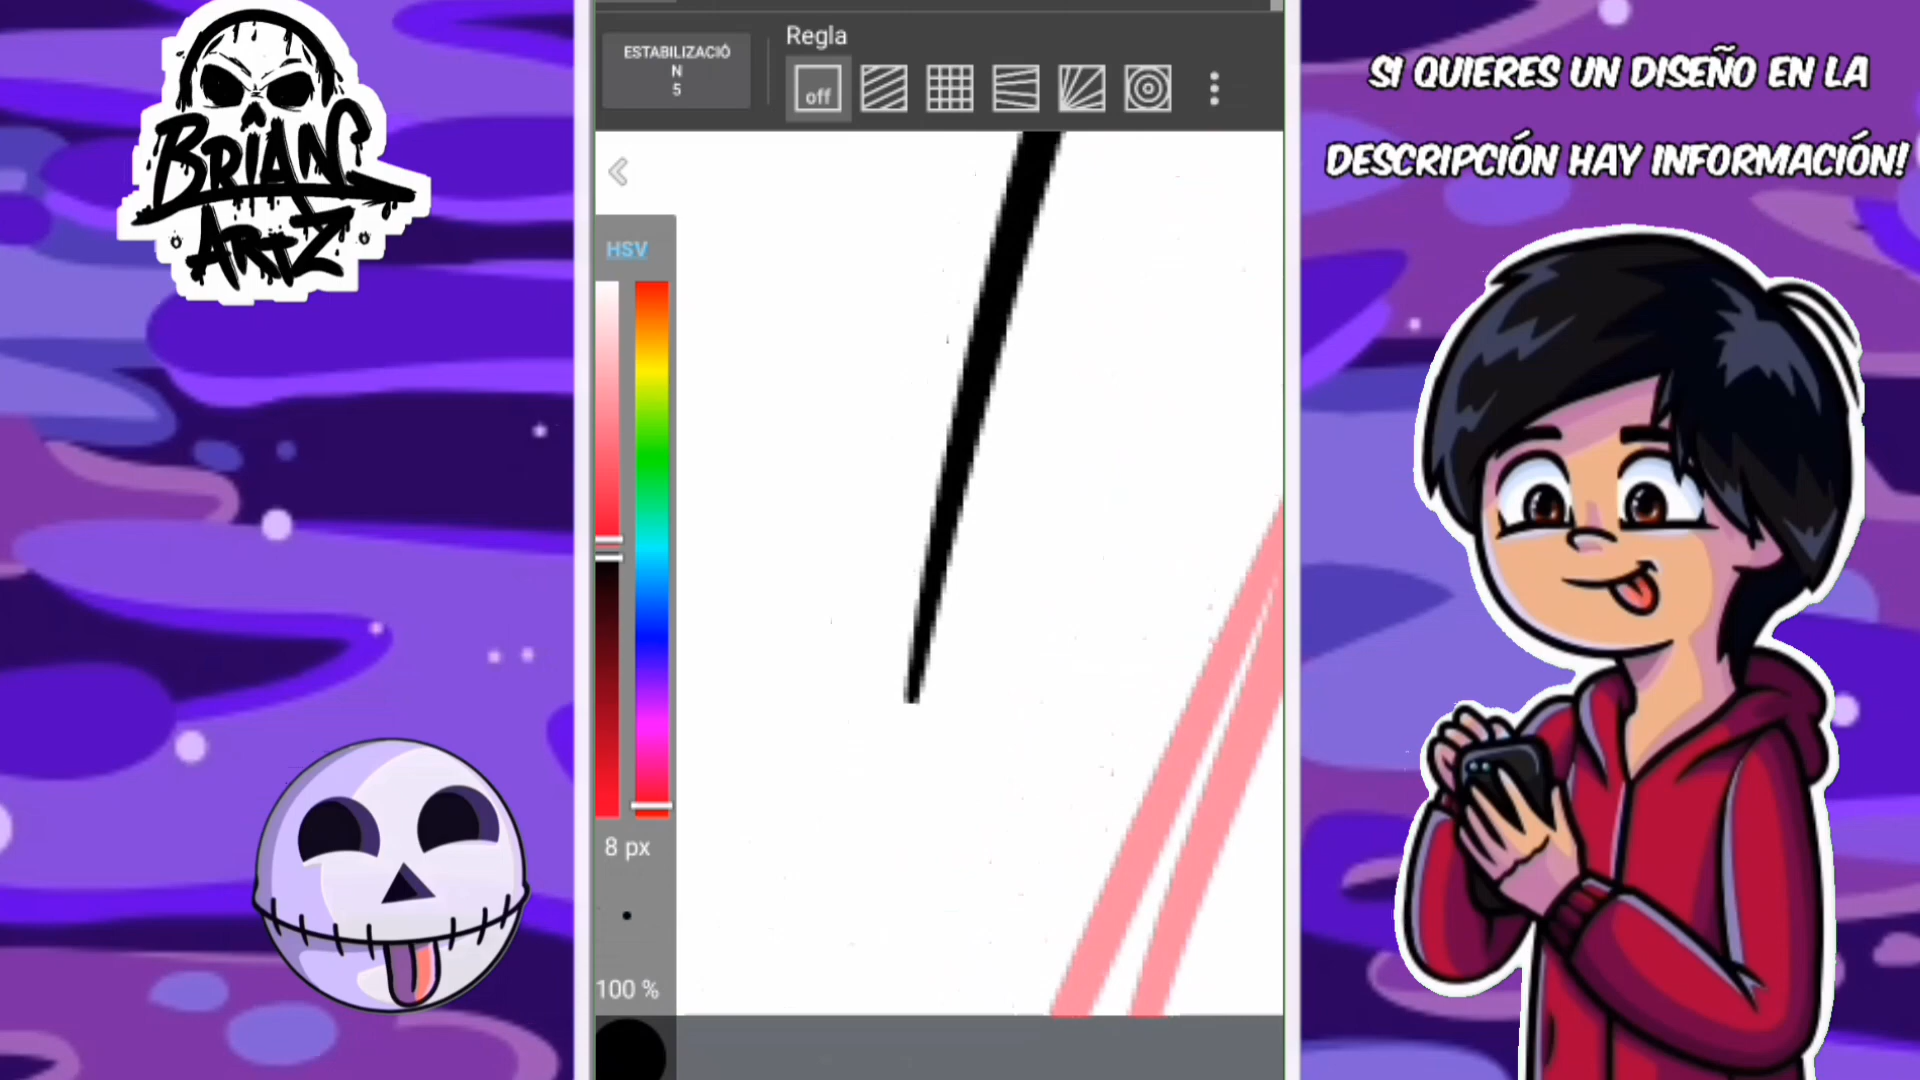 BRIAN
ARTZ
ESTABILIZACIÓ
N
5
Regla
off
HSV
8 px
100 %
SI QUIERES UN DISEÑO EN LA
DESCRIPCIÓN HAY INFORMACIÓN!